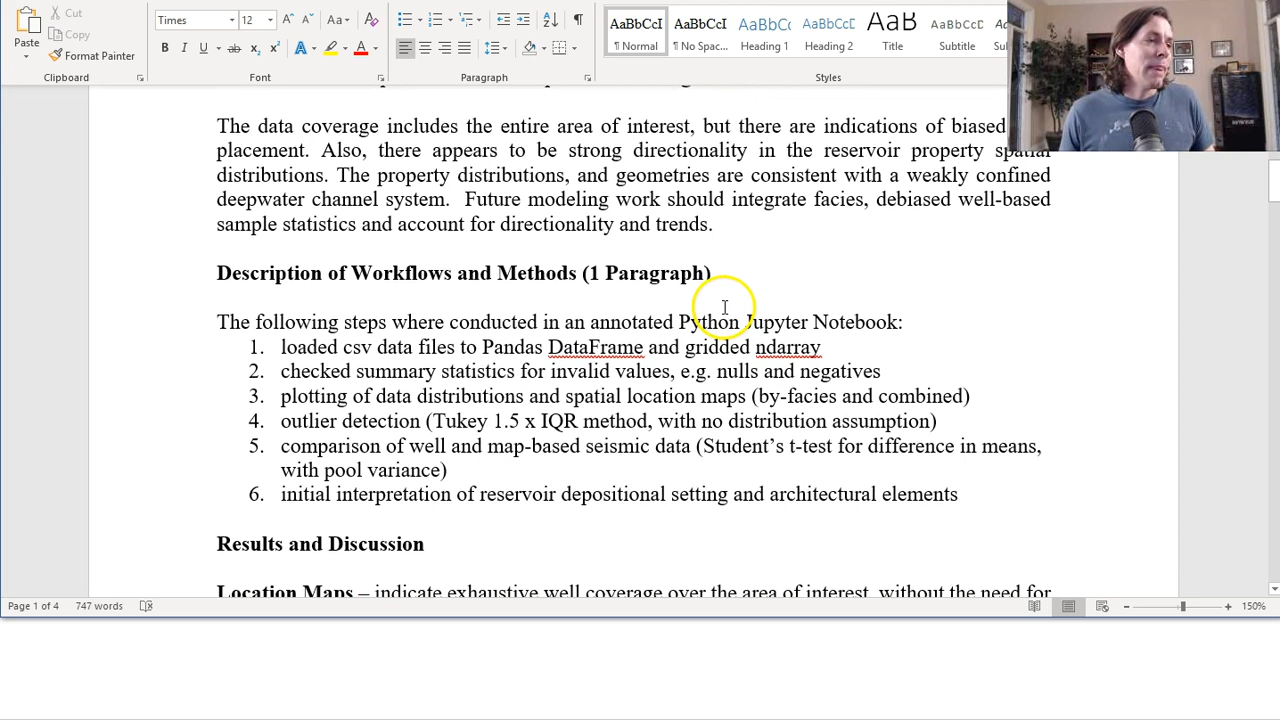 Cut
Copy
Format Painter
Paste
Clipboard
Times
12
Aa
A
A
B I U ab x₂ x² A A
Font
Paragraph
AaBbCcI
¶ Normal
AaBbCcI
¶ No Spac...
AaBbC
Heading 1
AaBbCcI
Heading 2
AaB
Title
AaBbCcI
Subtitle
Styles
The data coverage includes the entire area of interest, but there are indications of biased
placement. Also, there appears to be strong directionality in the reservoir property spatial
distributions. The property distributions, and geometries are consistent with a weakly confined
deepwater channel system. Future modeling work should integrate facies, debiased well-based
sample statistics and account for directionality and trends.
Description of Workflows and Methods (1 Paragraph)
The following steps where conducted in an annotated Python Jupyter Notebook:
1. loaded csv data files to Pandas DataFrame and gridded ndarray
2. checked summary statistics for invalid values, e.g. nulls and negatives
3. plotting of data distributions and spatial location maps (by-facies and combined)
4. outlier detection (Tukey 1.5 x IQR method, with no distribution assumption)
5. comparison of well and map-based seismic data (Student’s t-test for difference in means,
with pool variance)
6. initial interpretation of reservoir depositional setting and architectural elements
Results and Discussion
Location Maps – indicate exhaustive well coverage over the area of interest, without the need for
Page 1 of 4 747 words
150%